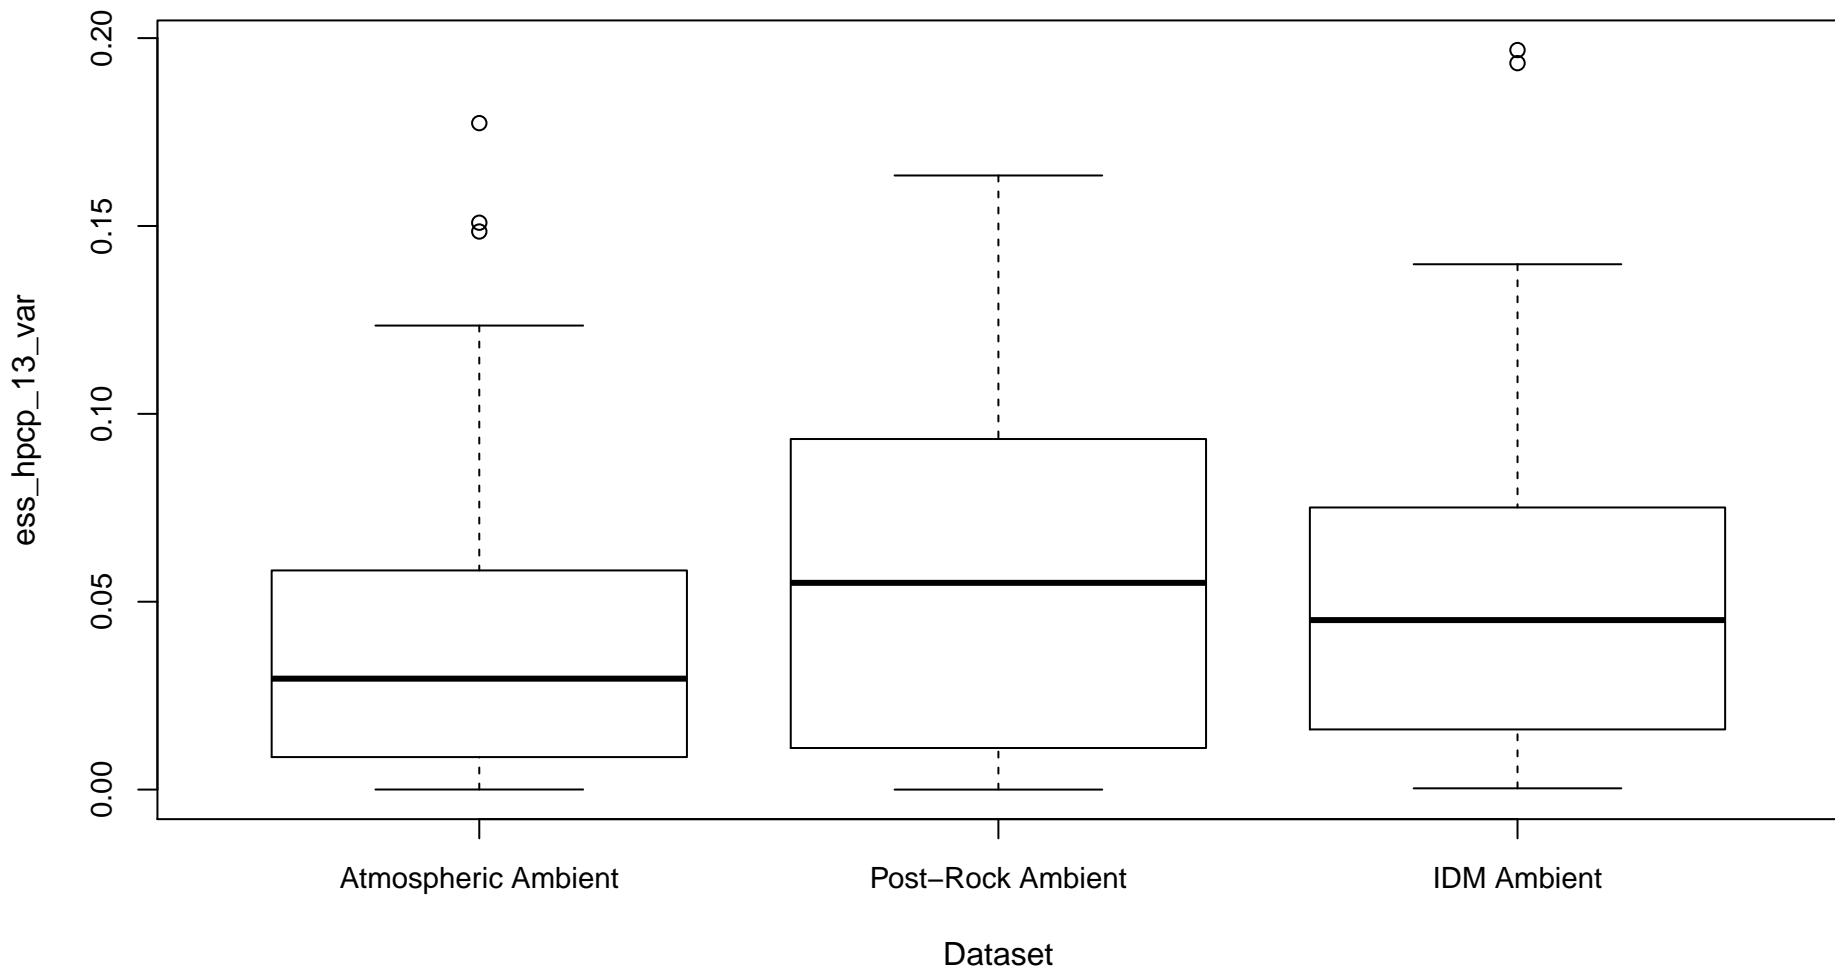 ess_hpcp_13_var
0.20
0.15
0.10
0.05
0.00
Atmospheric Ambient
Post−Rock Ambient
IDM Ambient
Dataset